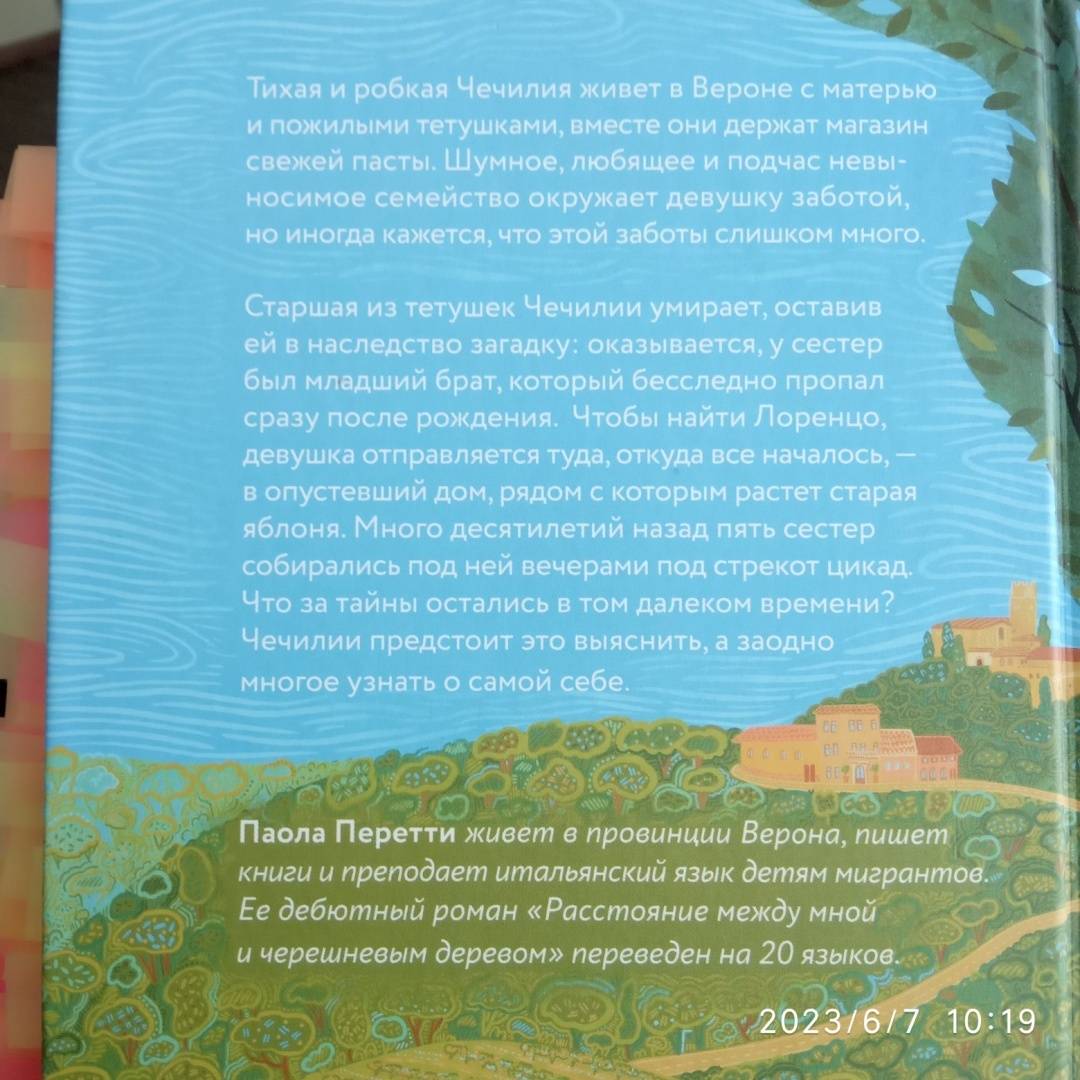 Тихая и робкая Чечилия живет в Вероне с матерью
и пожилыми тетушками, вместе они держат магазин
свежей пасты. Шумное, любящее и подчас невы-
носимое семейство окружает девушку заботой,
но иногда кажется, что этой заботы слишком много.
Старшая из тетушек Чечилии умирает, оставив
ей в наследство загадку: оказывается, у сестер
был младший брат, который бесследно пропал
сразу после рождения. Чтобы найти Лоренцо,
девушка отправляется туда, откуда все началось, —
в опустевший дом, рядом с которым растет старая
яблоня. Много десятилетий назад пять сестер
собирались под ней вечерами под стрекот цикад.
Что за тайны остались в том далеком времени?
Чечилии предстоит это выяснить, а заодно
многое узнать о самой себе.
Паола Перетти живет в провинции Верона, пишет
книги и преподает итальянский язык детям мигрантов.
Ее дебютный роман «Расстояние между мной
и черешневым деревом» переведен на 20 языков.
2023/6/7 10:19